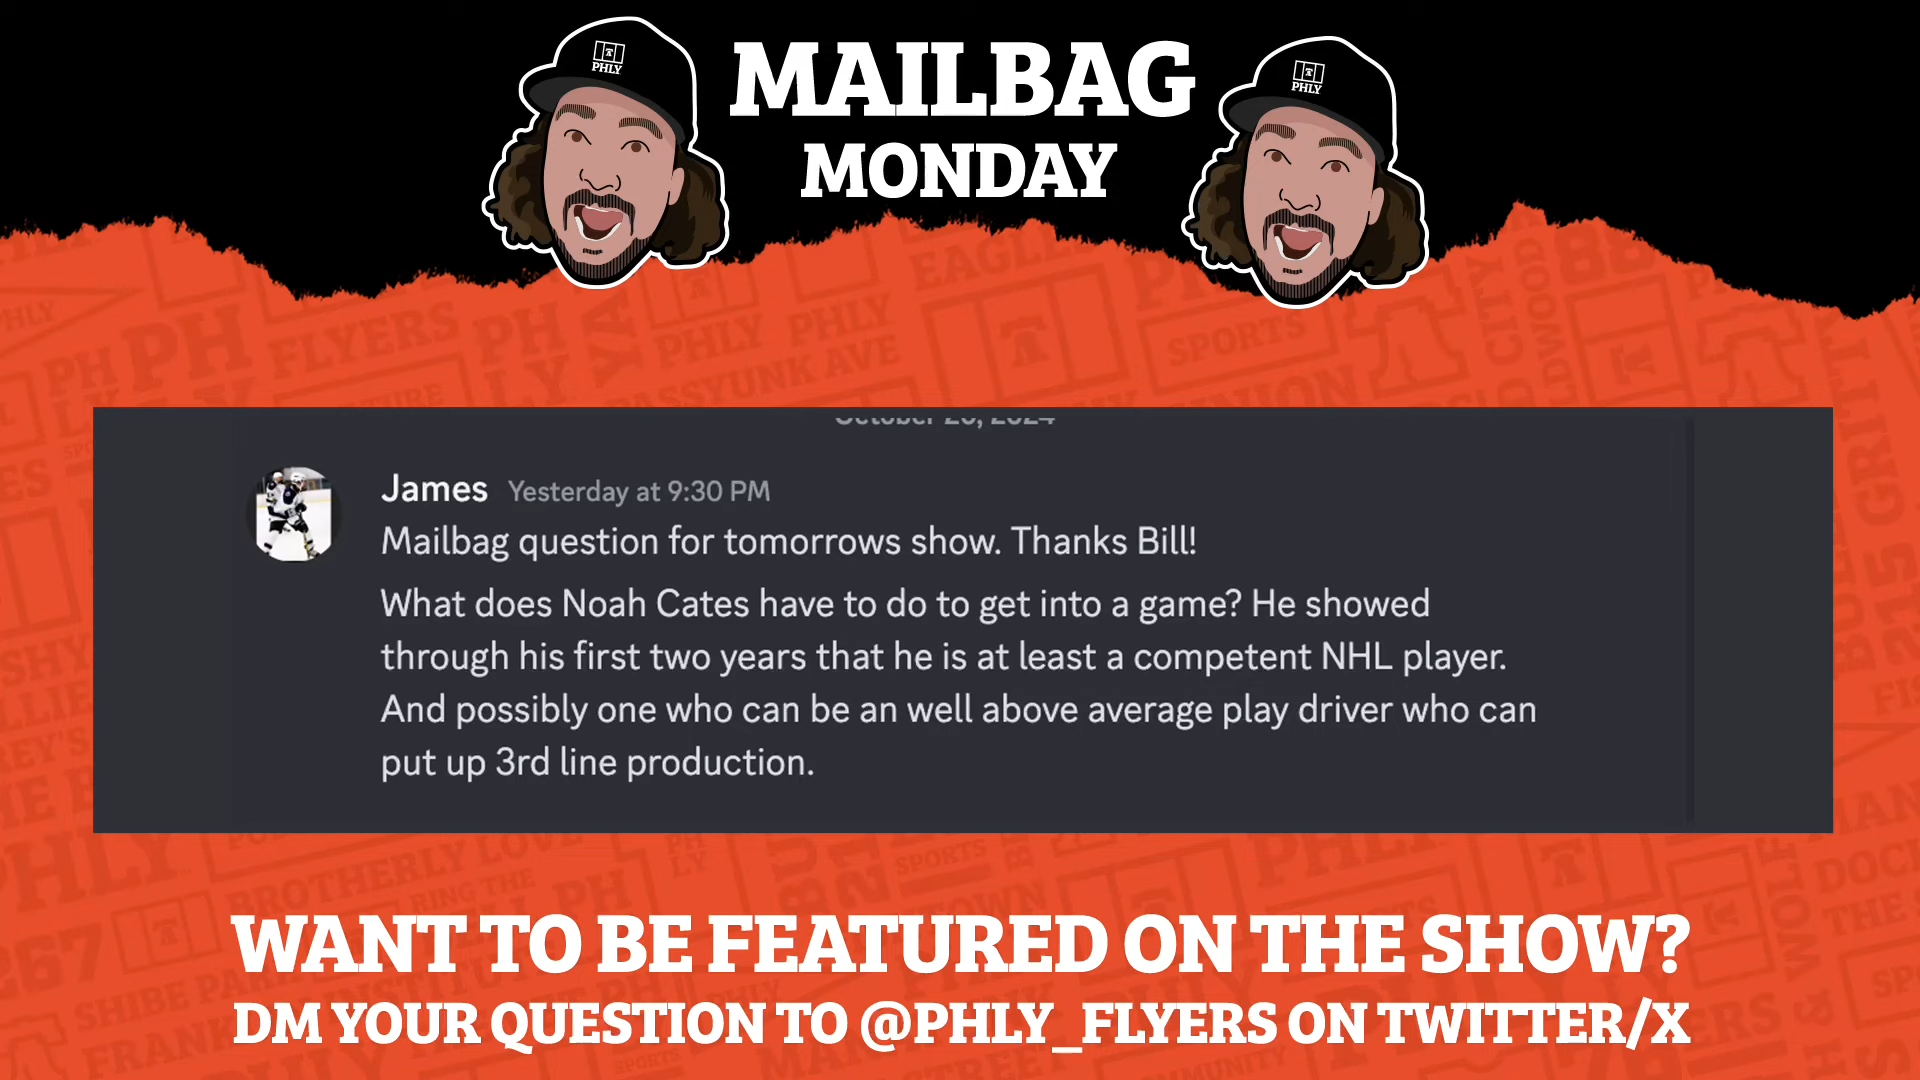 PHLY
PHLY
MAILBAG
MONDAY
James Yesterday at 9:30 PM
Mailbag question for tomorrows show. Thanks Bill!
What does Noah Cates have to do to get into a game? He showed
through his first two years that he is at least a competent NHL player.
And possibly one who can be an well above average play driver who can
put up 3rd line production.
WANT TO BE FEATURED ON THE SHOW?
DM YOUR QUESTION TO @PHLY_FLYERS ON TWITTER/X